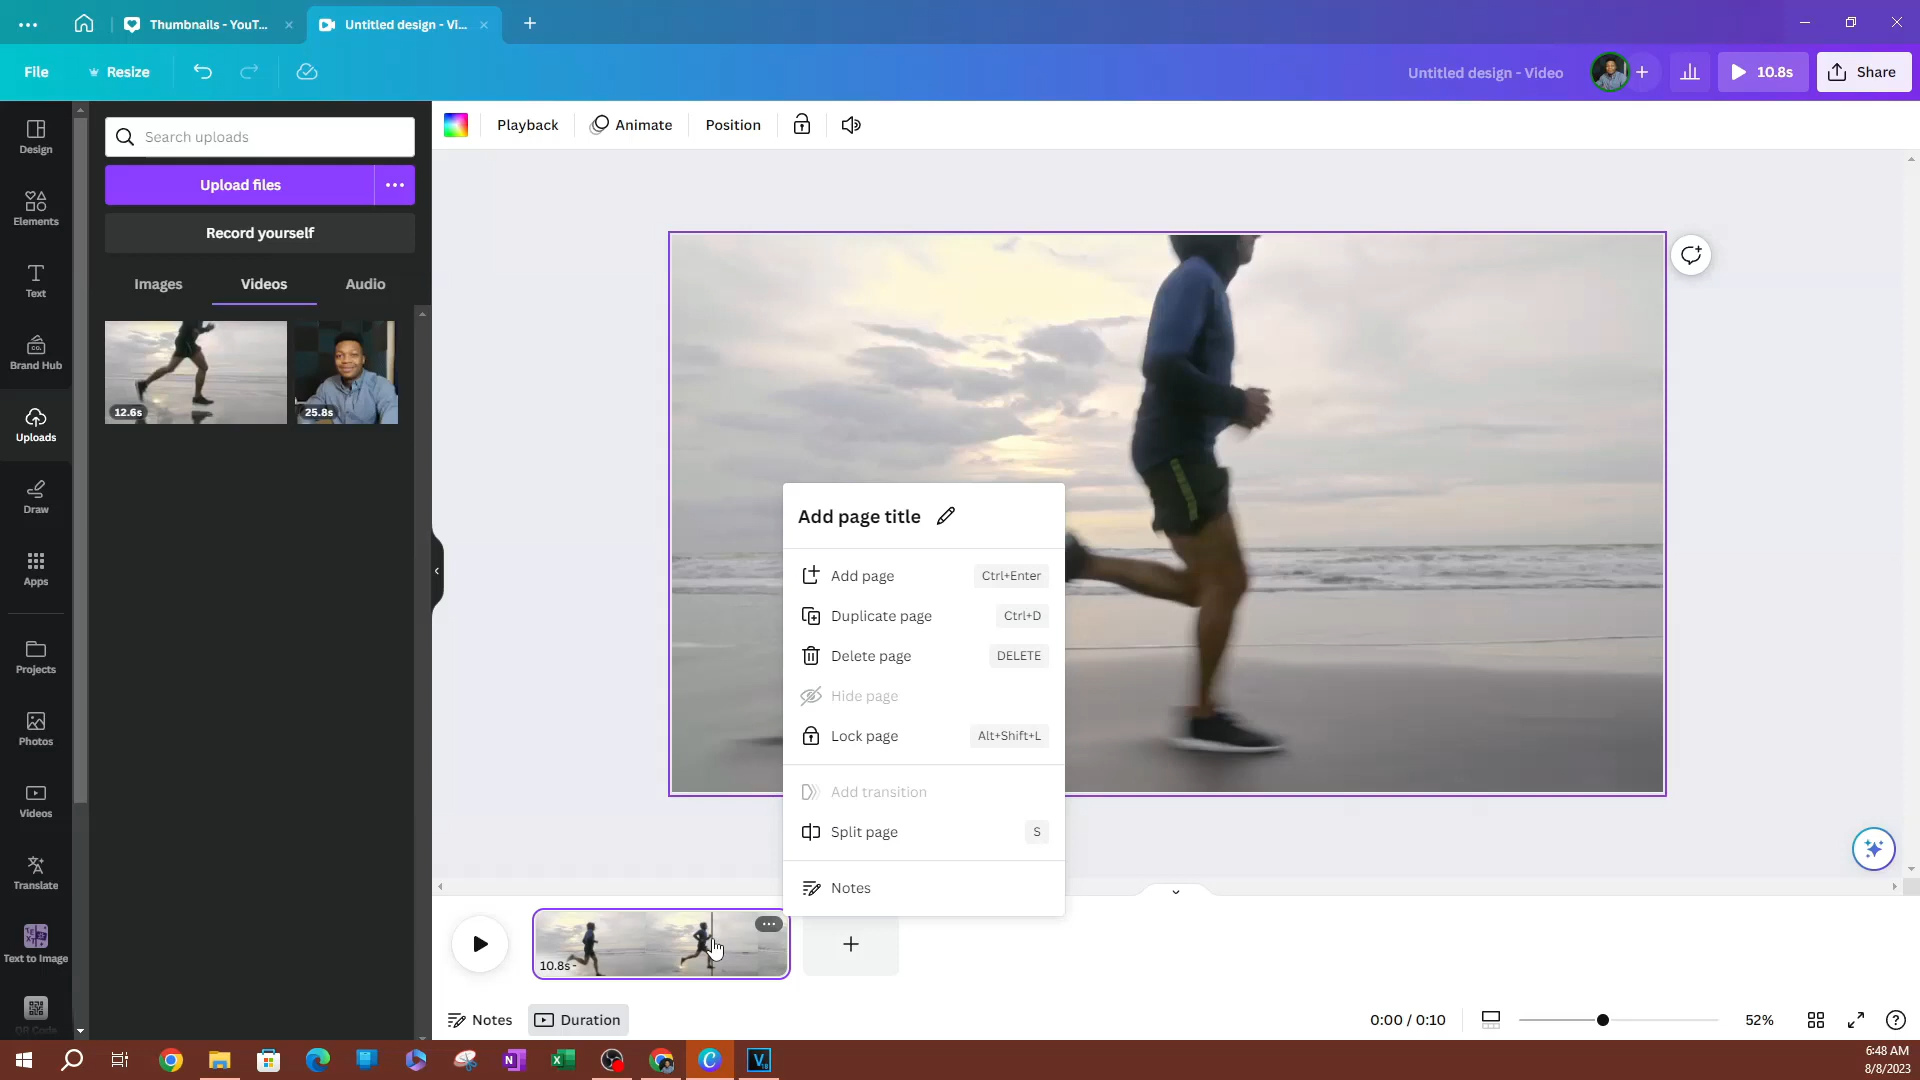 Thumbnails - YouT...
Untitled design - Vi...
File
Resize
Untitled design - Video
10.8s
Share
Design
Elements
Text
Brand Hub
Uploads
Draw
Apps
Projects
Photos
Videos
Translate
Text to Image
QR Code
Search uploads
Upload files
Record yourself
Images
Videos
Audio
12.6s
25.8s
Playback
Animate
Position
Add page title
Add page Ctrl+Enter
Duplicate page Ctrl+D
Delete page DELETE
Hide page
Lock page Alt+Shift+L
Add transition
Split page S
Notes
10.8s
Notes
Duration
0:00 / 0:10
52%
6:48 AM
8/8/2023